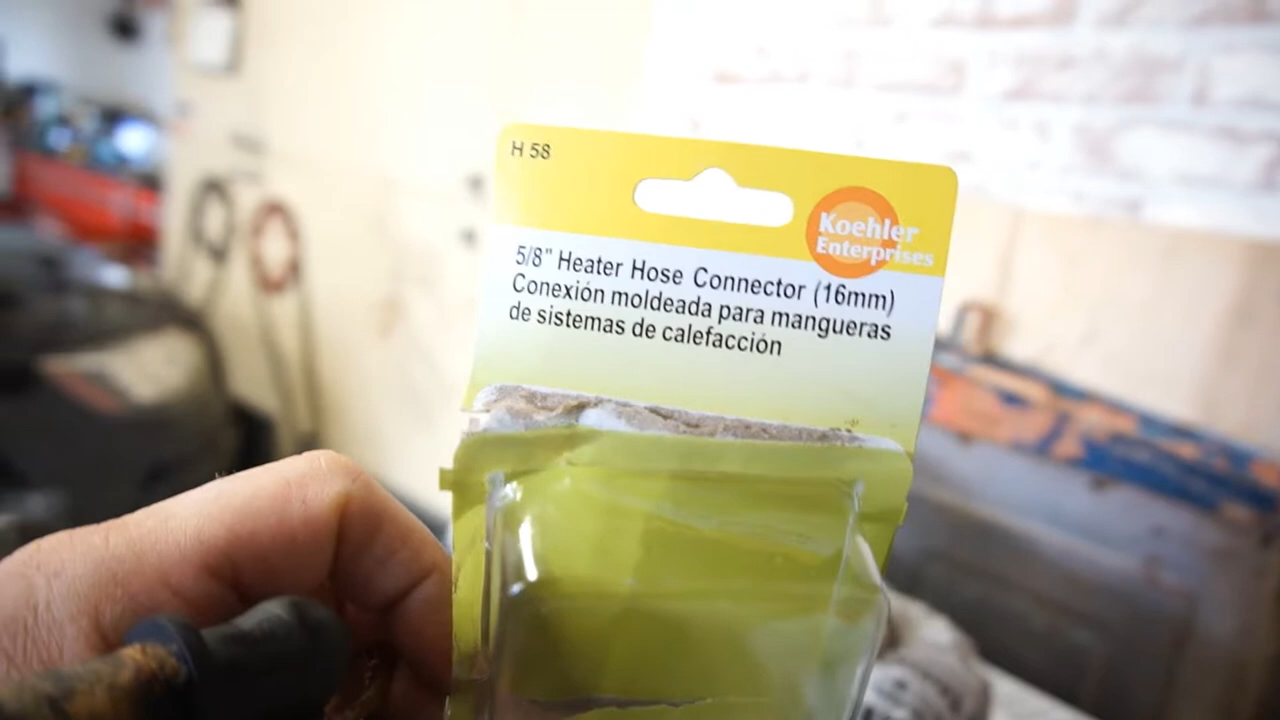 H 58
Koehler
Enterprises
5/8" Heater Hose Connector (16mm)
Conexión moldeada para mangueras
de sistemas de calefacción